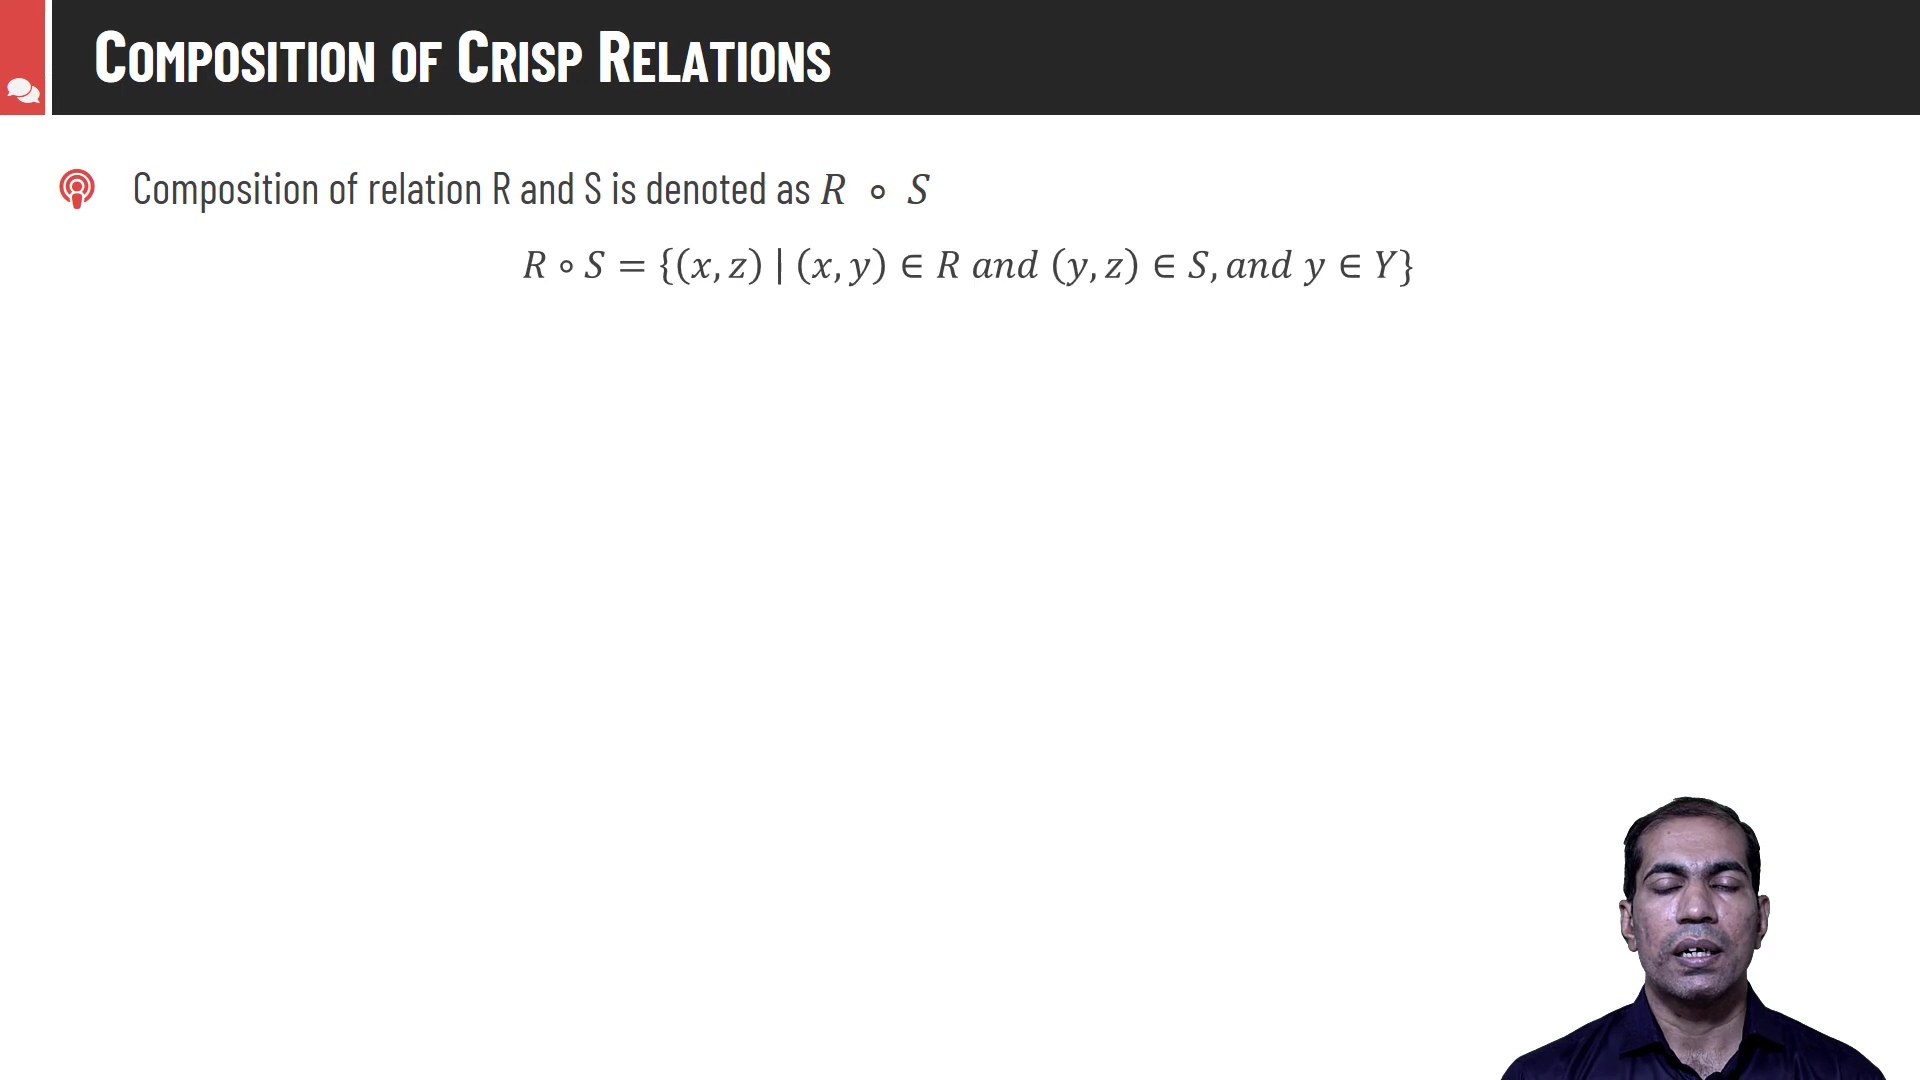 COMPOSITION OF CRISP RELATIONS
Composition of relation R and S is denoted as R ∘ S
R ∘ S = {(x, z) | (x, y) ∈ R and (y, z) ∈ S, and y ∈ Y}